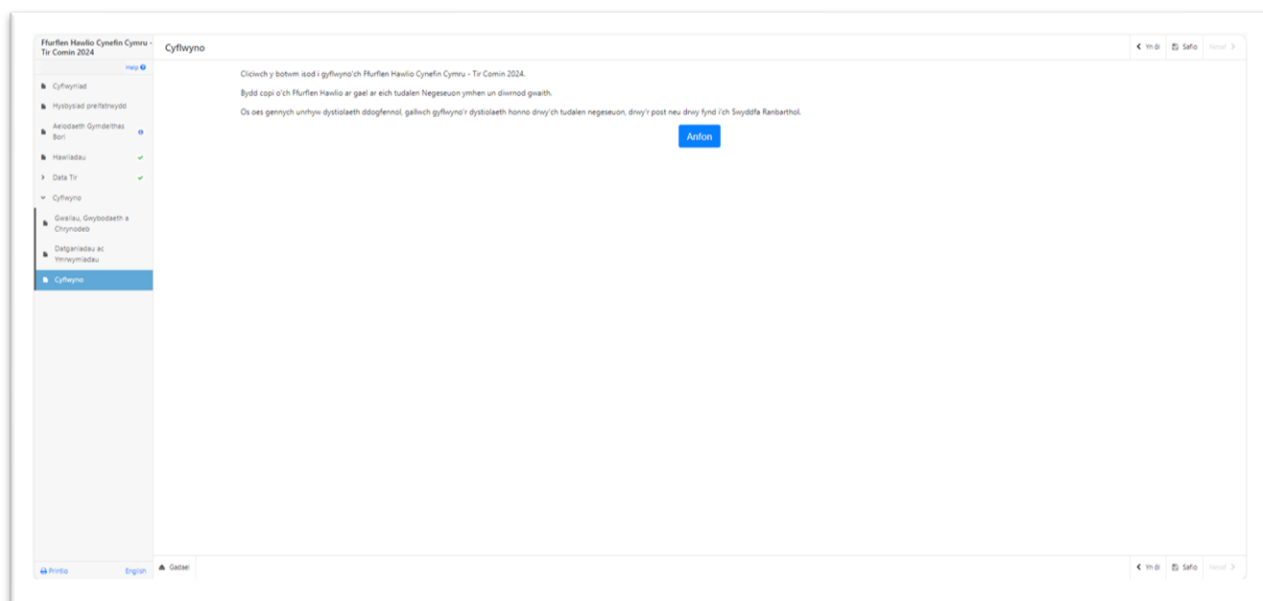 Ffurflen Hawlio Cynefin Cymru -
Tir Comin 2024
Help
Cyflwyniad
Hysbysiad preifatrwydd
Aelodaeth Gymdeithas
Bori
Hawliadau
Data Tir
Cyflwyno
Gwallau, Gwybodaeth a
Chrynodeb
Datganiadau ac
Ymrwymiadau
Cyflwyno
Printio English
Cyflwyno
Yn ôl Safio Nesaf
Cliciwch y botwm isod i gyflwyno'ch Ffurflen Hawlio Cynefin Cymru - Tir Comin 2024.
Bydd copi o'ch Ffurflen Hawlio ar gael ar eich tudalen Negeseuon ymhen un diwrnod gwaith.
Os oes gennych unrhyw dystiolaeth ddogfennol, gallwch gyflwyno'r dystiolaeth honno drwy'ch tudalen negeseuon, drwy'r post neu drwy fynd i'ch Swyddfa Ranbarthol.
Anfon
Gadael
Yn ôl Safio Nesaf